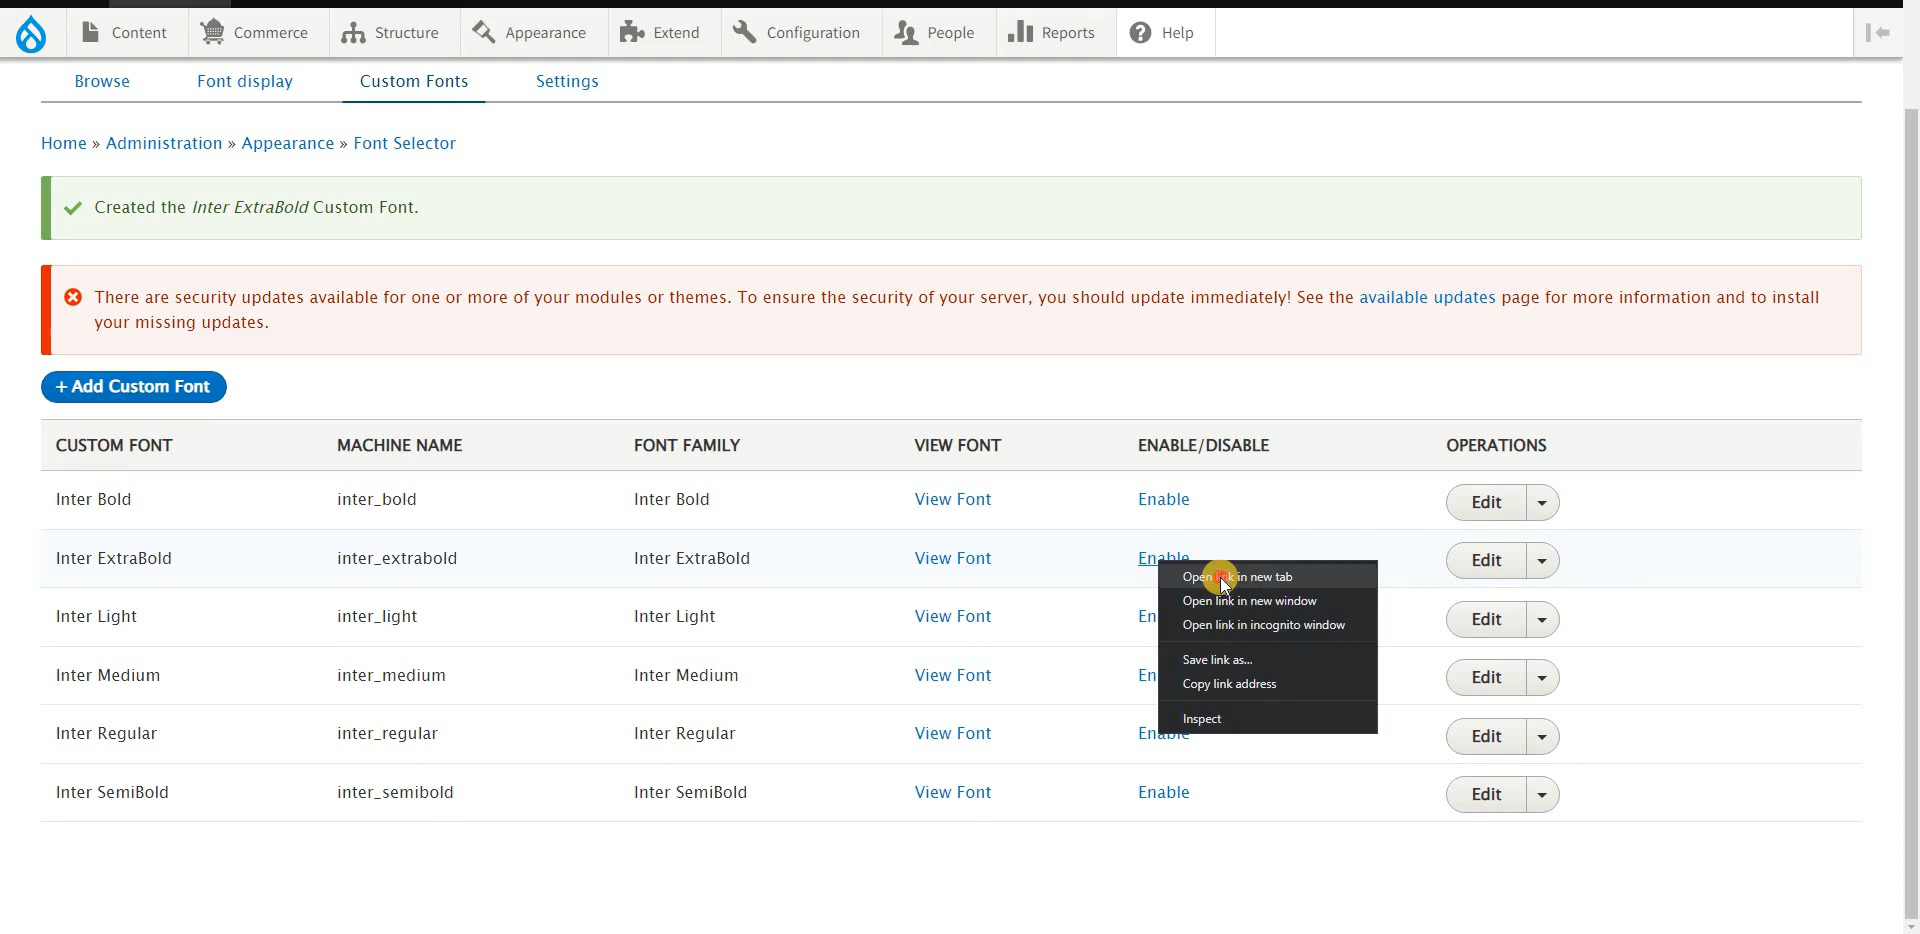 Content Commerce Structure Appearance Extend Configuration People Reports Help
Browse Font display Custom Fonts Settings
Home » Administration » Appearance » Font Selector
Created the Inter ExtraBold Custom Font.
There are security updates available for one or more of your modules or themes. To ensure the security of your server, you should update immediately! See the available updates page for more information and to install
your missing updates.
+ Add Custom Font
CUSTOM FONT MACHINE NAME FONT FAMILY VIEW FONT ENABLE/DISABLE OPERATIONS
Inter Bold inter_bold Inter Bold View Font Enable Edit
Inter ExtraBold inter_extrabold Inter ExtraBold View Font Enable Edit
Open in new tab
Open link in new window
Inter Light inter_light Inter Light View Font En Edit
Open link in incognito window
Save link as...
Inter Medium inter_medium Inter Medium View Font En Edit
Copy link address
Inspect
Inter Regular inter_regular Inter Regular View Font Enable Edit
Inter SemiBold inter_semibold Inter SemiBold View Font Enable Edit